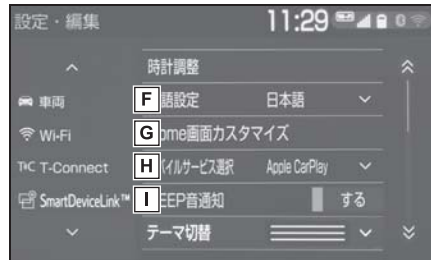 設定・編集 11:29
時計調整
車両
F 語設定 日本語
Wi-Fi
G ome画面カスタマイズ
T-Connect
H バイルサービス選択 Apple CarPlay
SmartDeviceLink™
I EEP音通知 する
テーマ切替